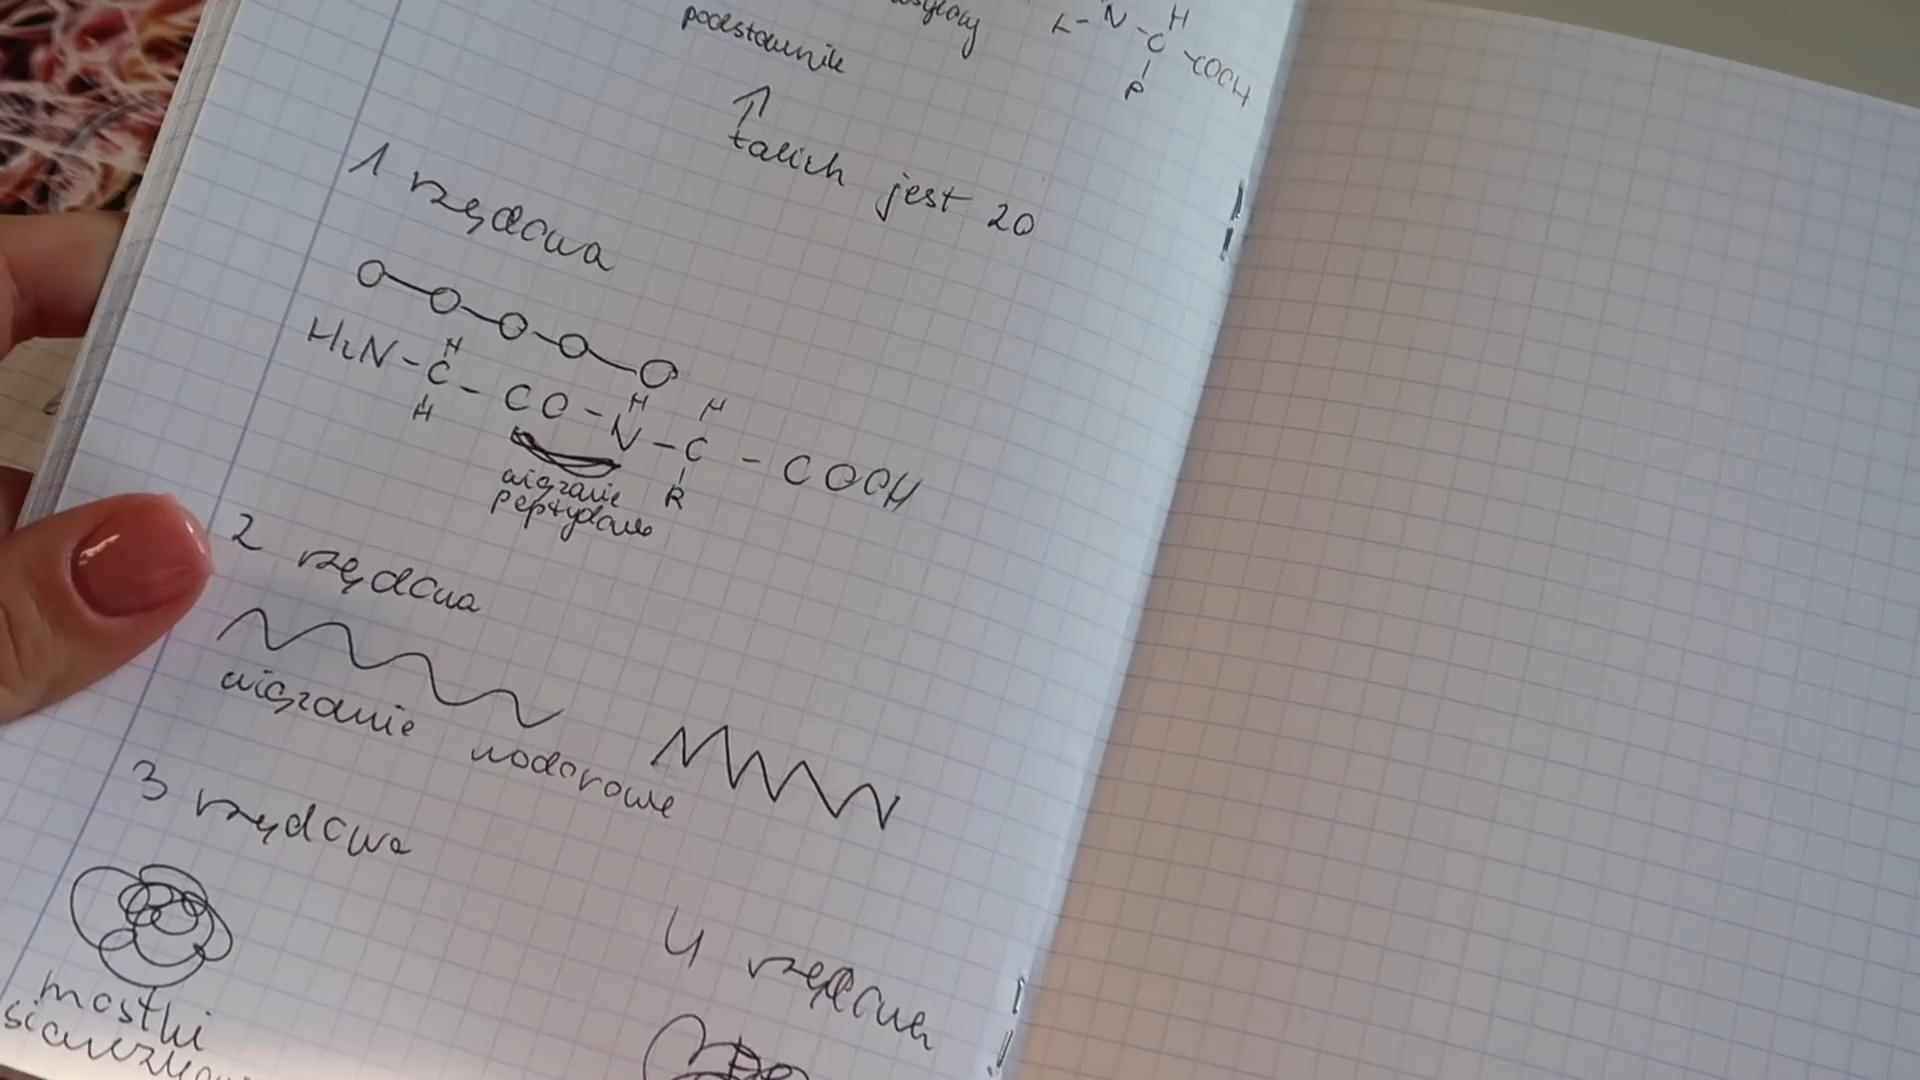 podstawnik
H
N - C - COOH
R
↑
takich jest 20
1 rzędowa
H H H
H₂N - C - CO - N - C - COOH
H R
wiązanie
peptydowe
2 rzędowa
wiązanie wodorowe
3 rzędowa
4 rzędowa
mostki